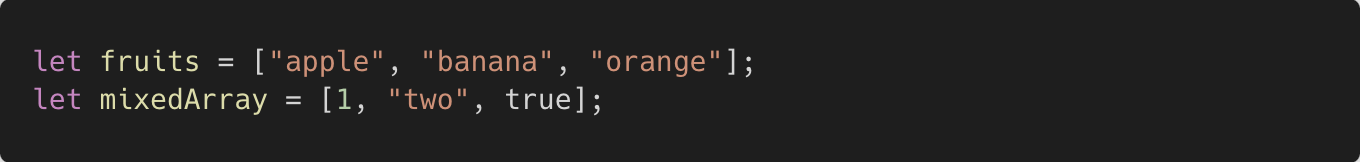 let fruits = ["apple", "banana", "orange"];
let mixedArray = [1, "two", true];